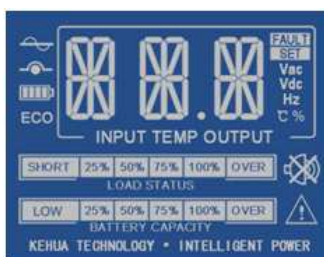 FAULT
SET
Vac
Vdc
Hz
°C %
ECO
INPUT TEMP OUTPUT
SHORT 25% 50% 75% 100% OVER
LOAD STATUS
LOW 25% 50% 75% 100% OVER
BATTERY CAPACITY
KEHUA TECHNOLOGY • INTELLIGENT POWER